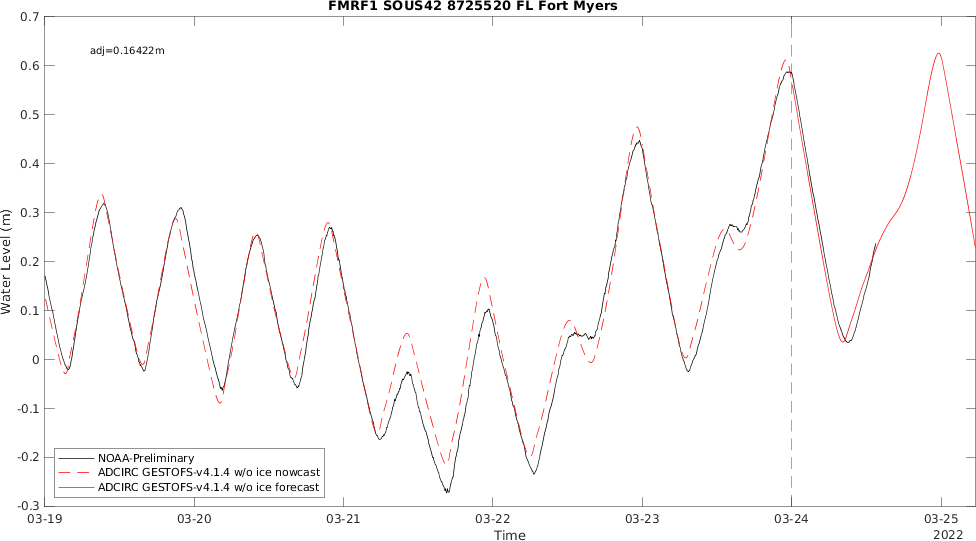 FMRF1 SOUS42 8725520 FL Fort Myers
adj=0.16422m
0.7
0.6
0.5
0.4
0.3
0.2
0.1
0
-0.1
-0.2
-0.3
Water Level (m)
NOAA-Preliminary
ADCIRC GESTOFS-v4.1.4 w/o ice nowcast
ADCIRC GESTOFS-v4.1.4 w/o ice forecast
03-19 03-20 03-21 03-22 03-23 03-24 03-25
2022
Time